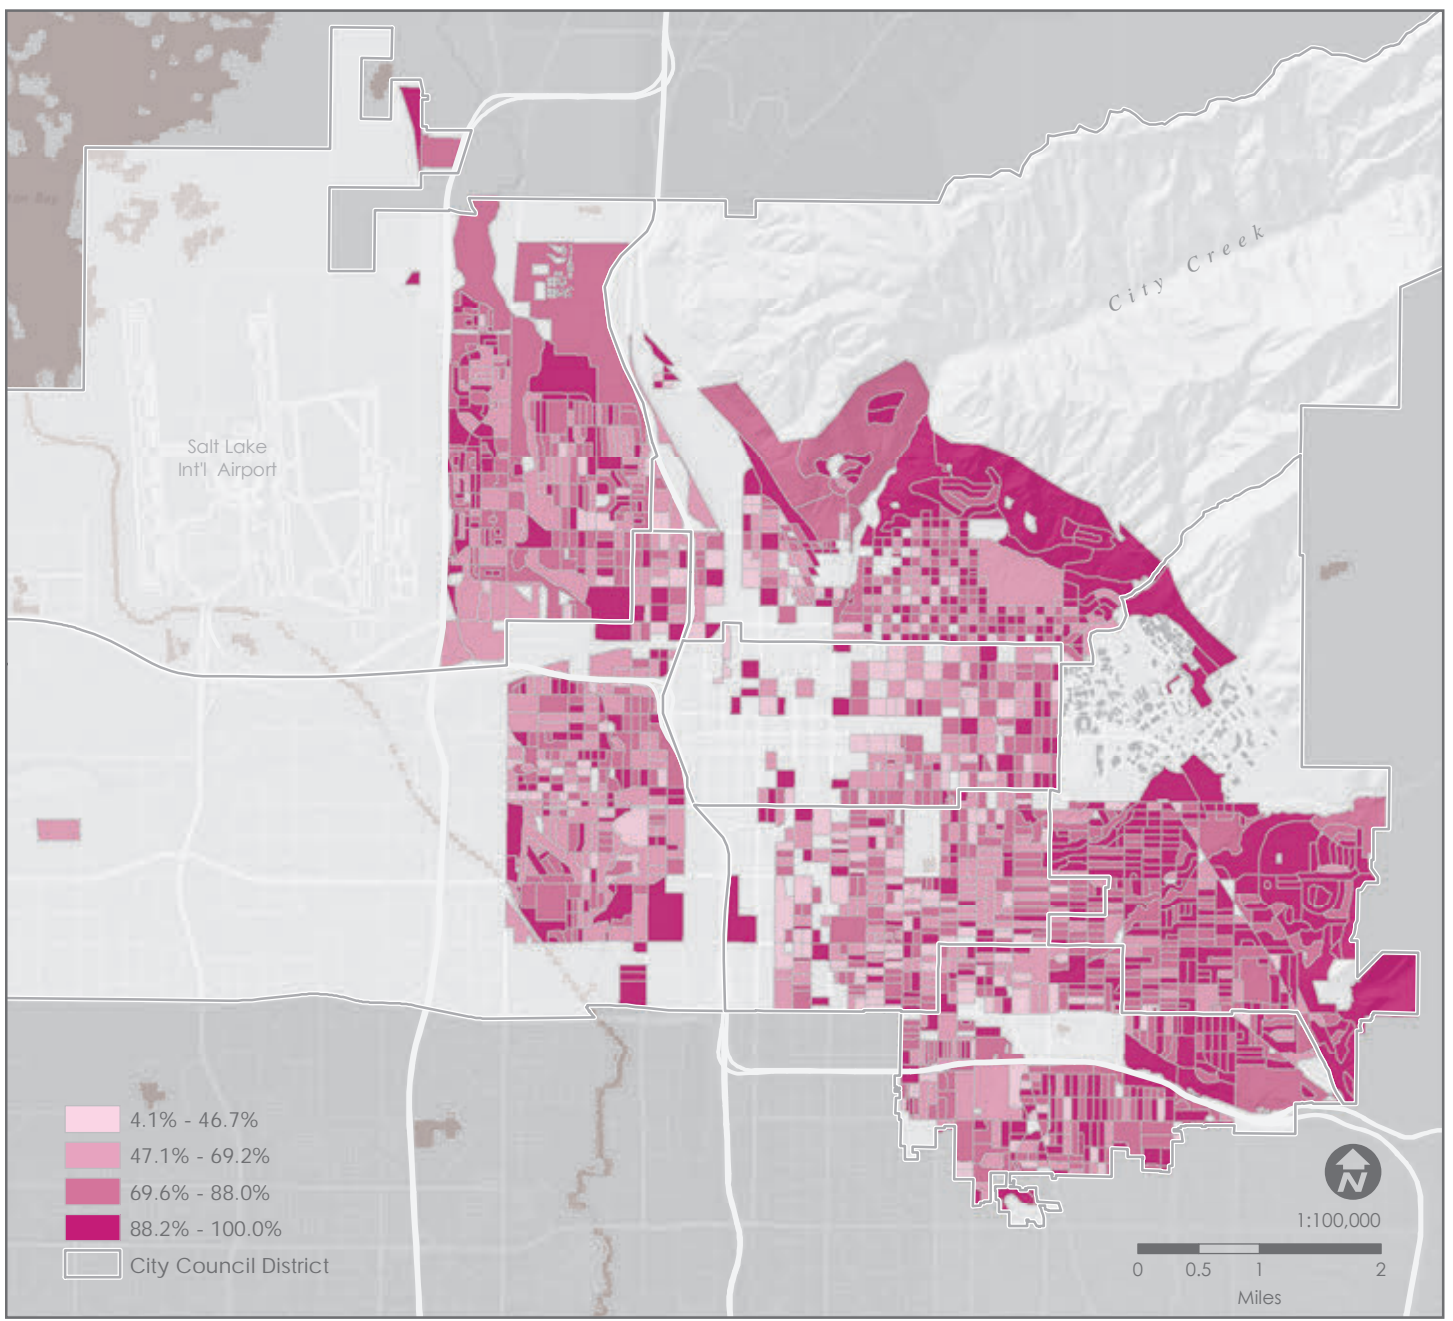 City Creek
Salt Lake
Int'l Airport
4.1% - 46.7%
47.1% - 69.2%
69.6% - 88.0%
88.2% - 100.0%
City Council District
N
1:100,000
0 0.5 1 2
Miles